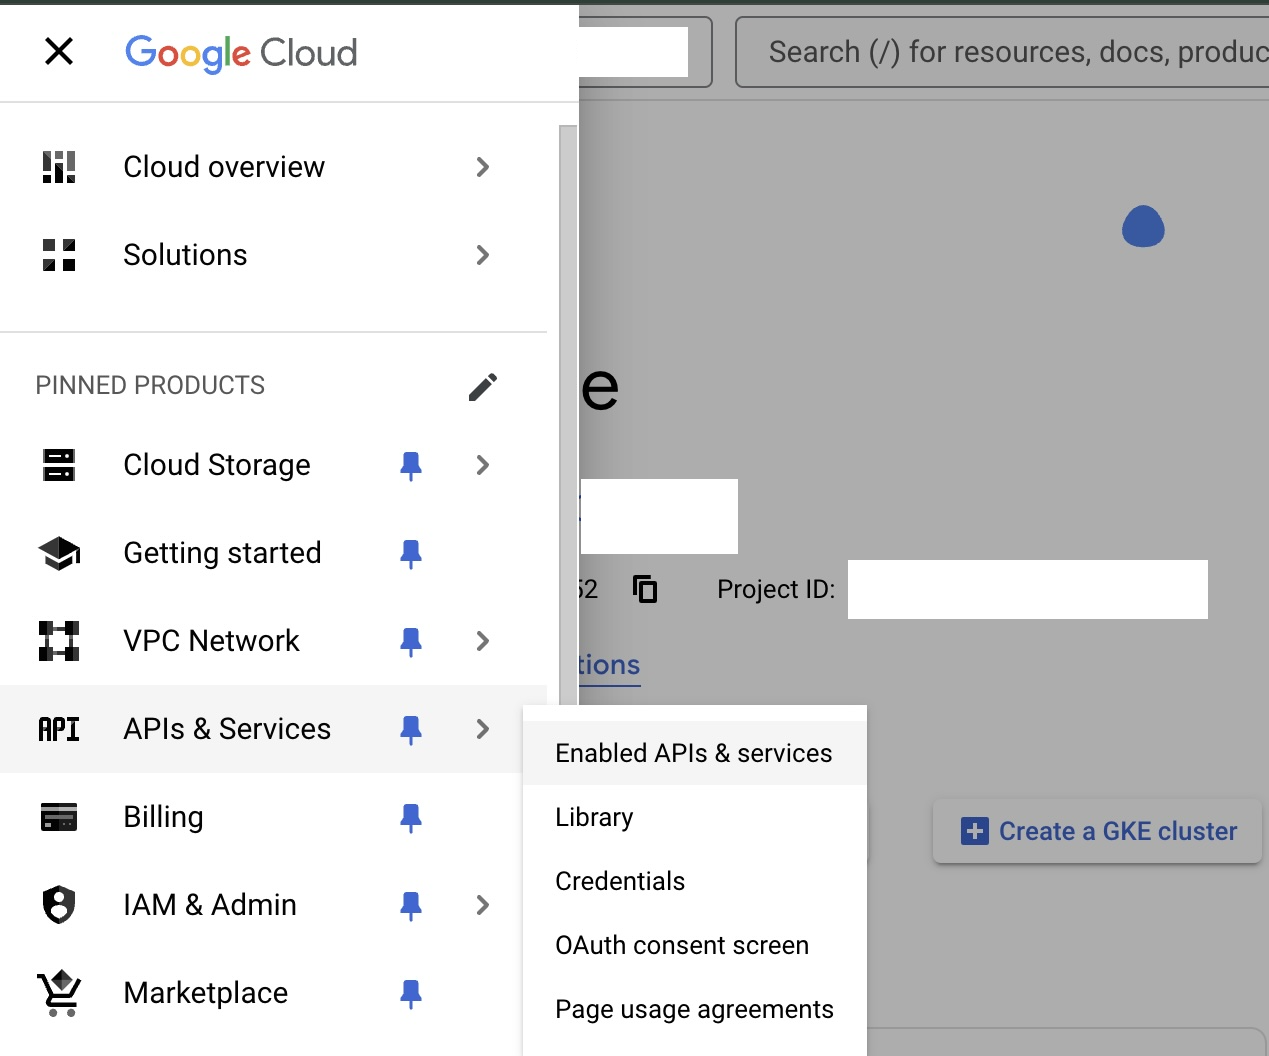 Google Cloud
Search (/) for resources, docs, produc
Cloud overview
Solutions
PINNED PRODUCTS
e
Cloud Storage
Getting started
52
Project ID:
VPC Network
tions
APIs & Services
Enabled APIs & services
Library
Credentials
OAuth consent screen
Page usage agreements
Create a GKE cluster
Billing
IAM & Admin
Marketplace